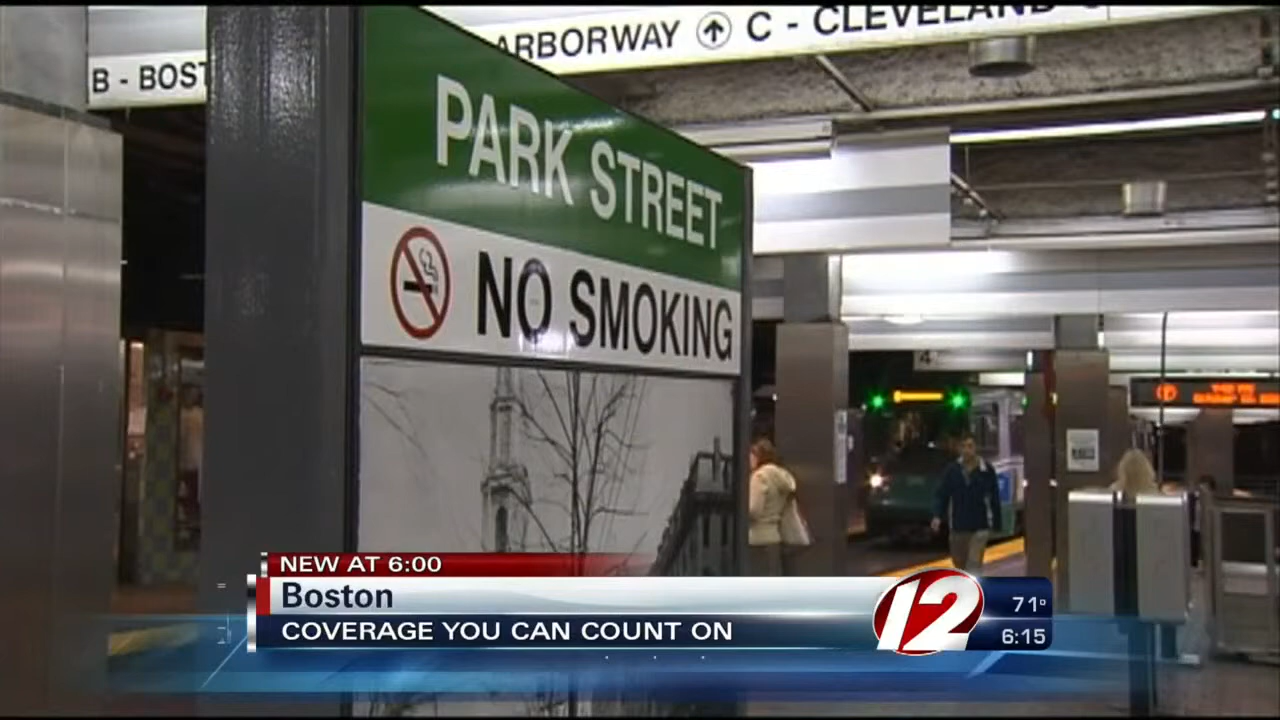 ARBORWAY ↑ C - CLEVELAND
B - BOST
PARK STREET
NO SMOKING
4
NEW AT 6:00
Boston
COVERAGE YOU CAN COUNT ON
12
71°
6:15